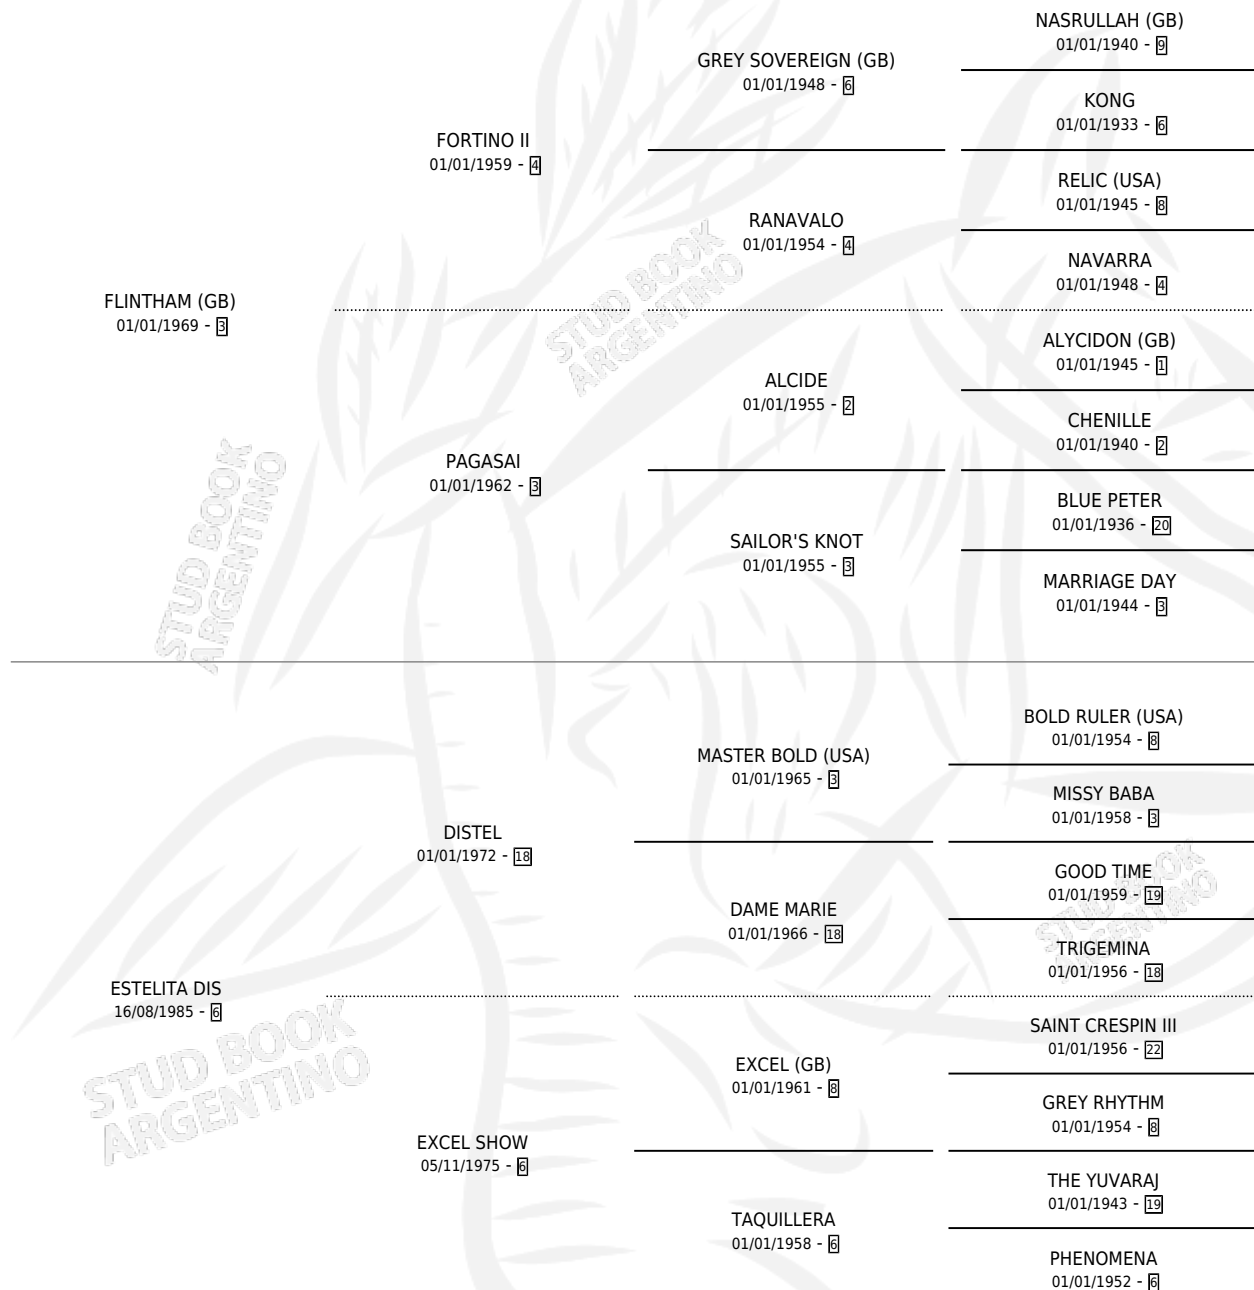 NASRULLAH (GB)
01/01/1940 - 9
GREY SOVEREIGN (GB)
01/01/1948 - 6
KONG
01/01/1933 - 6
FORTINO II
01/01/1959 - 4
RELIC (USA)
01/01/1945 - 8
RANAVALO
01/01/1954 - 4
NAVARRA
01/01/1948 - 4
FLINTHAM (GB)
01/01/1969 - 3
ALYCIDON (GB)
01/01/1945 - 1
ALCIDE
01/01/1955 - 2
CHENILLE
01/01/1940 - 2
PAGASAI
01/01/1962 - 3
BLUE PETER
01/01/1936 - 20
SAILOR'S KNOT
01/01/1955 - 3
MARRIAGE DAY
01/01/1944 - 3
BOLD RULER (USA)
01/01/1954 - 8
MASTER BOLD (USA)
01/01/1965 - 3
MISSY BABA
01/01/1958 - 3
DISTEL
01/01/1972 - 18
GOOD TIME
01/01/1959 - 19
DAME MARIE
01/01/1966 - 18
TRIGEMINA
01/01/1956 - 18
ESTELITA DIS
16/08/1985 - 6
SAINT CRESPIN III
01/01/1956 - 22
EXCEL (GB)
01/01/1961 - 8
GREY RHYTHM
01/01/1954 - 8
EXCEL SHOW
05/11/1975 - 6
THE YUVARAJ
01/01/1943 - 19
TAQUILLERA
01/01/1958 - 6
PHENOMENA
01/01/1952 - 6
STUD BOOK
ARGENTINO
STUD BOOK
ARGENTINO
STUD BOOK
ARGENTINO
STUD BOOK
ARGENTINO